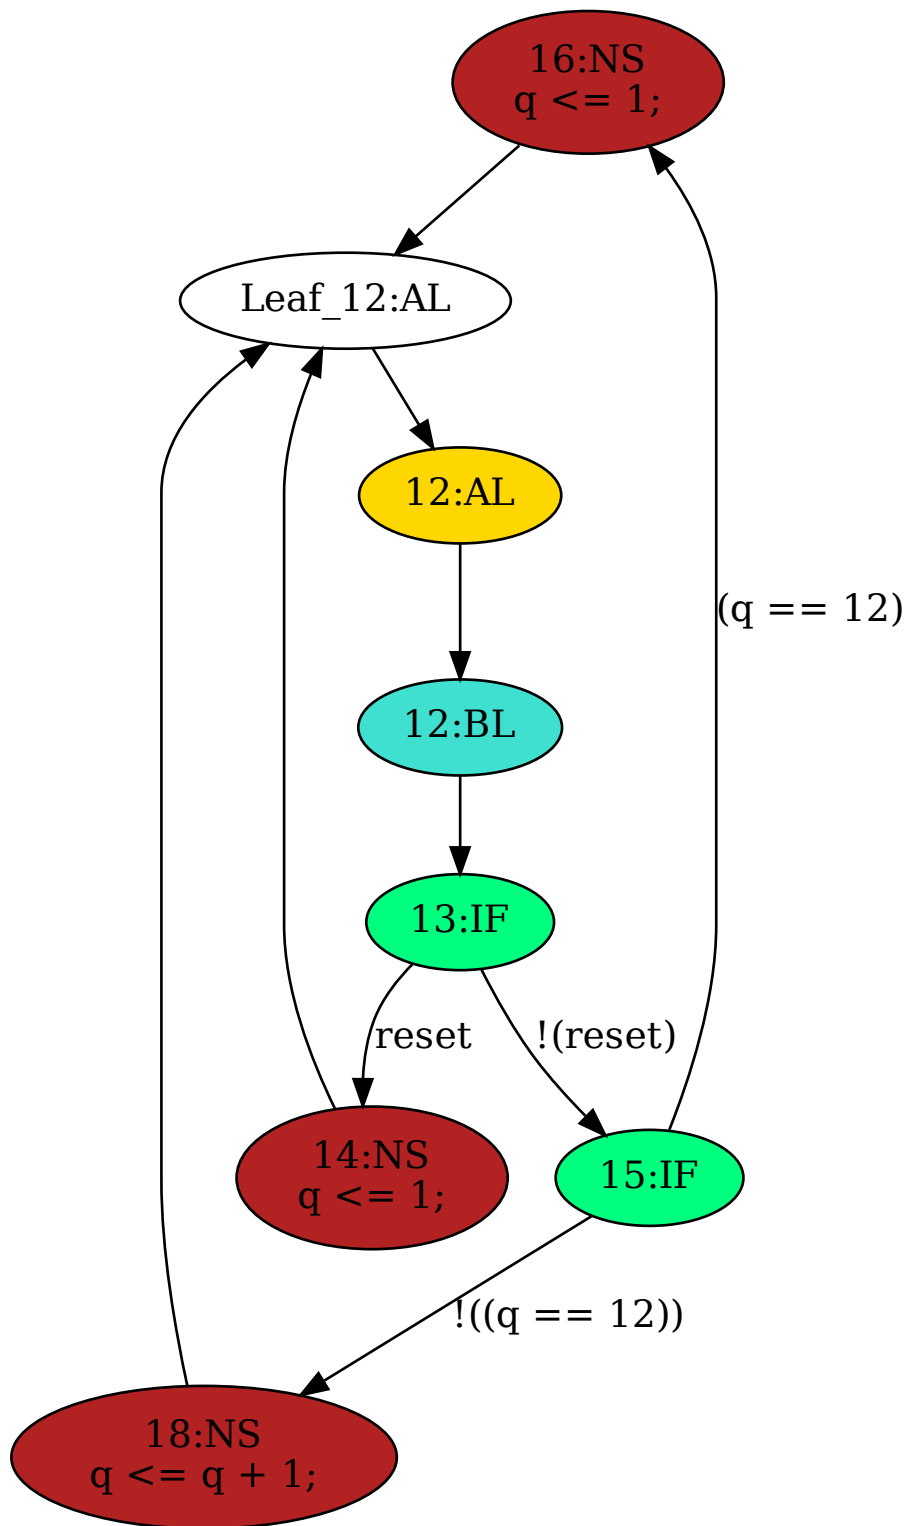 16:NS
q <= 1;
Leaf_12:AL
12:AL
(q == 12)
12:BL
13:IF
reset
!(reset)
14:NS
q <= 1;
15:IF
!((q == 12))
18:NS
q <= q + 1;